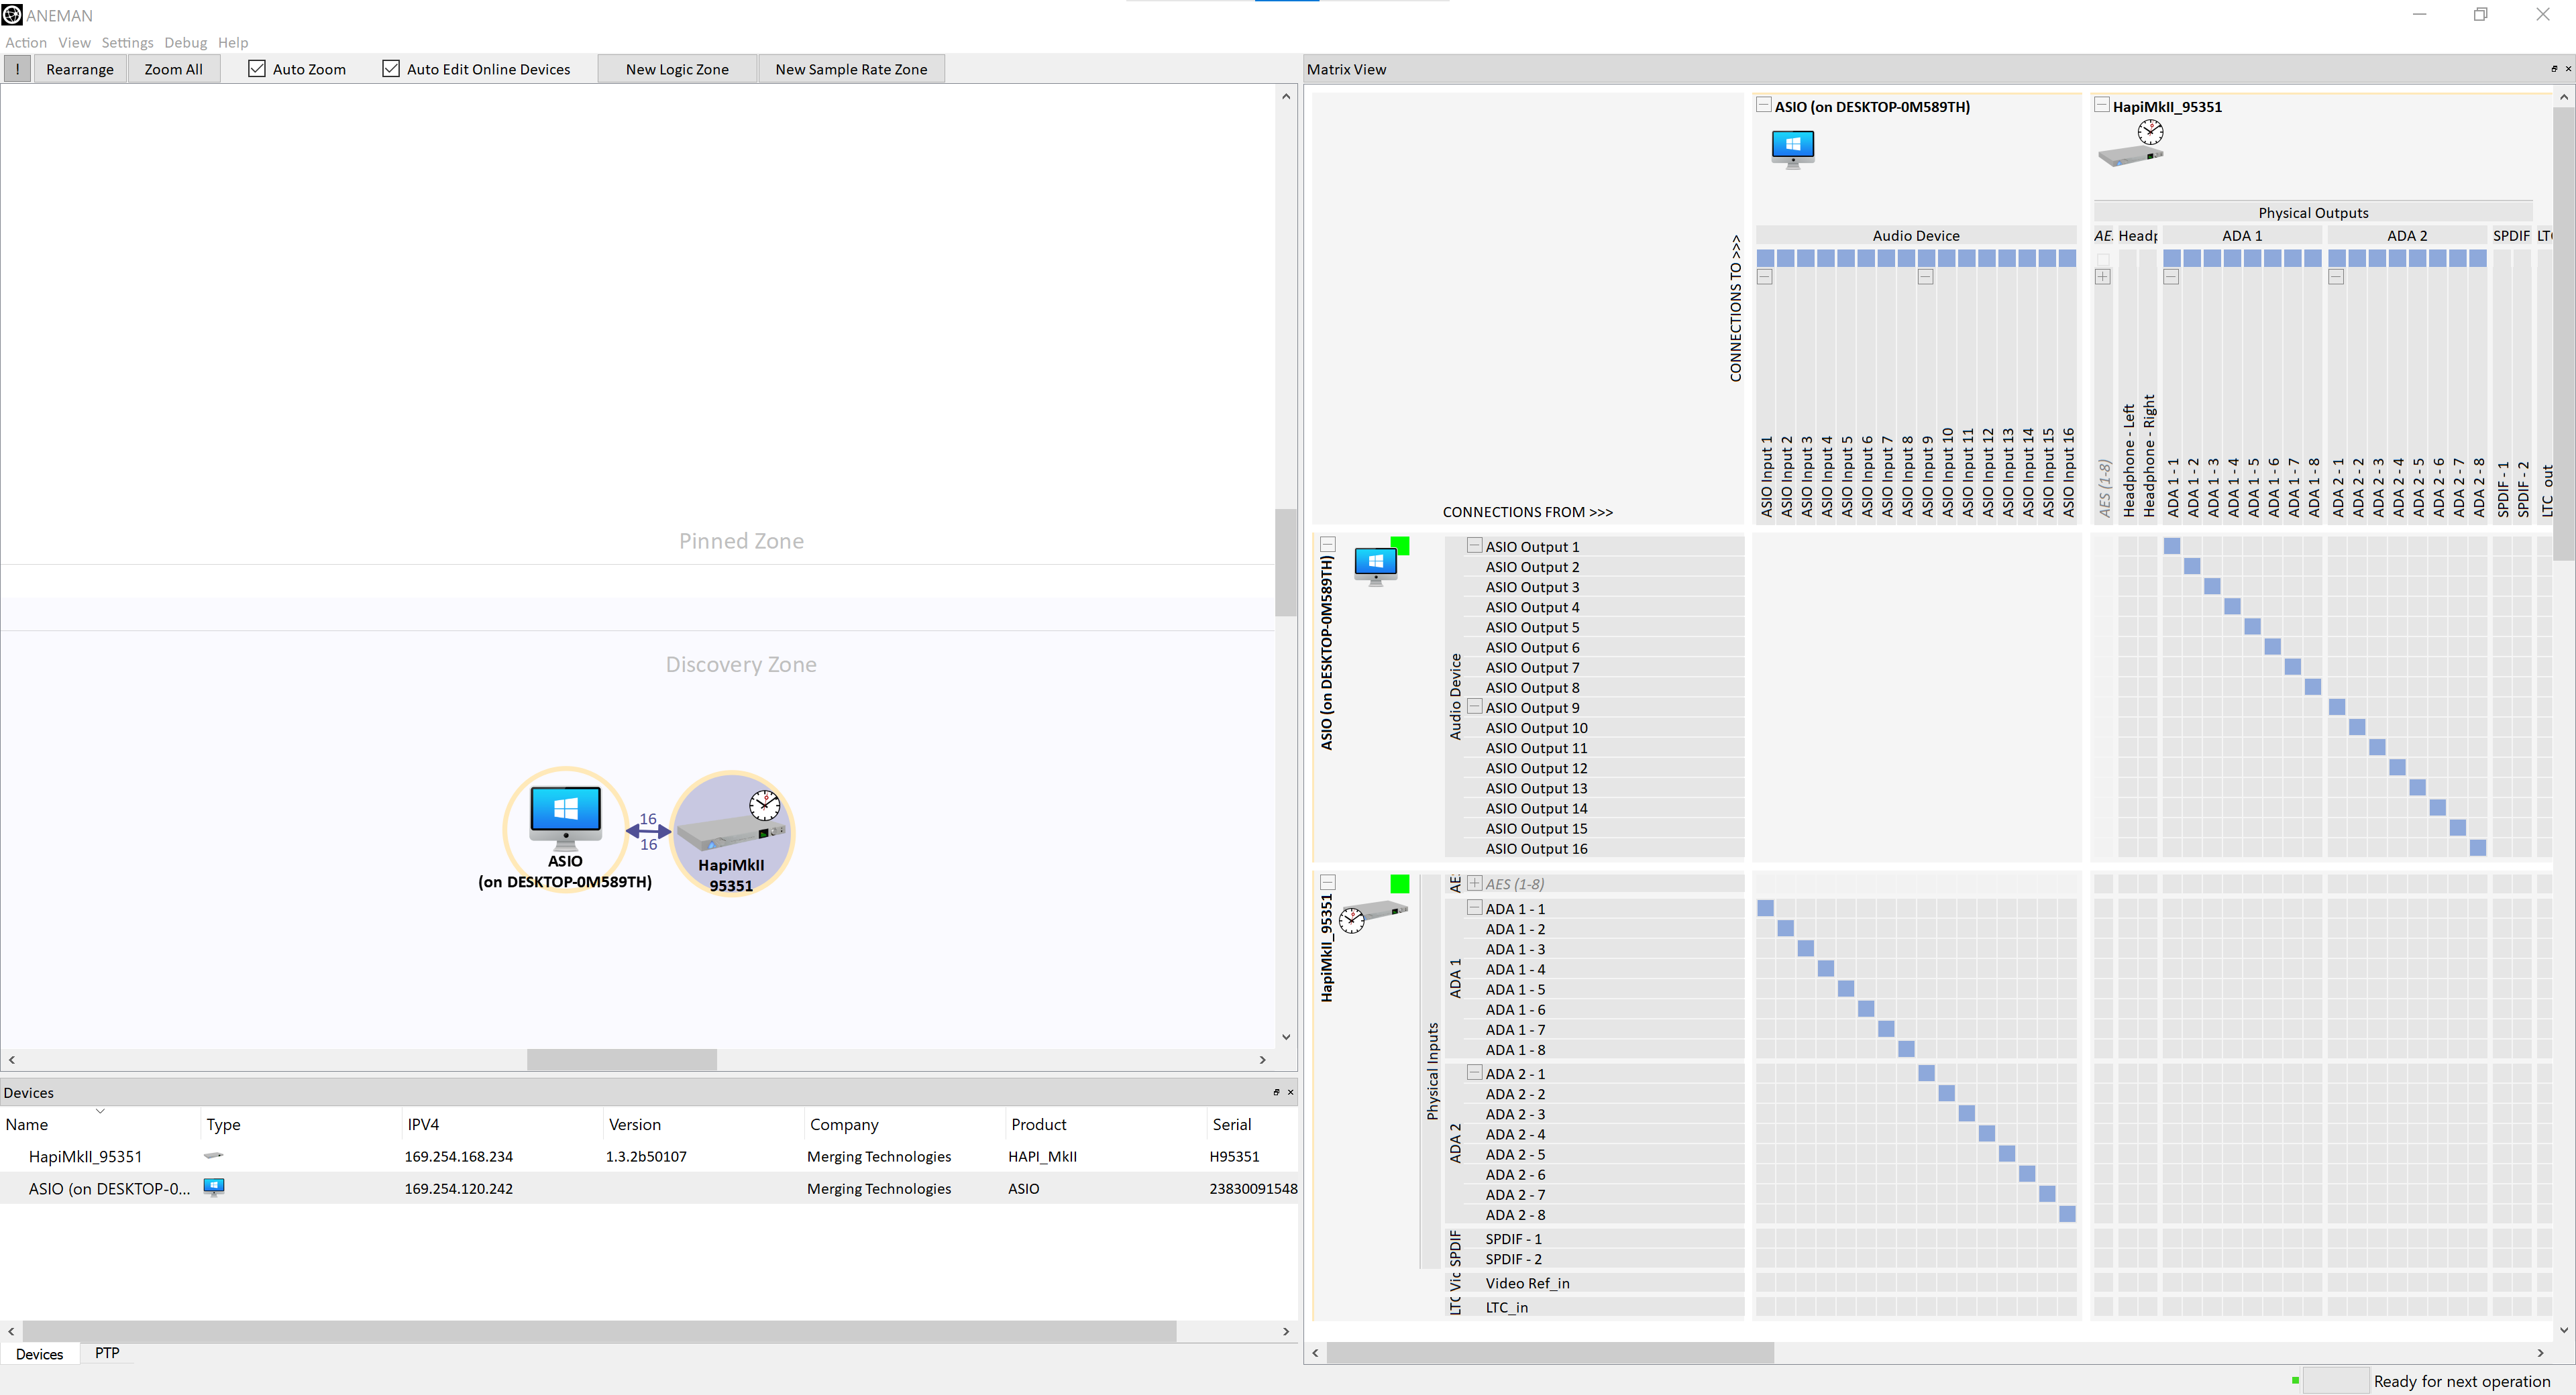 ANEMAN
Action View Settings Debug Help
! Rearrange Zoom All Auto Zoom Auto Edit Online Devices New Logic Zone New Sample Rate Zone
Pinned Zone
Discovery Zone
16
16
ASIO
(on DESKTOP-0M589TH)
HapiMkII
95351
Devices
Name Type IPV4 Version Company Product Serial
HapiMkII_95351 169.254.168.234 1.3.2b50107 Merging Technologies HAPI_MkII H95351
ASIO (on DESKTOP-0... 169.254.120.242 Merging Technologies ASIO 23830091548
Devices PTP
Matrix View
ASIO (on DESKTOP-0M589TH)
HapiMkII_95351
Physical Outputs
Audio Device
AE. Headp ADA 1 ADA 2 SPDIF LT
CONNECTIONS TO >>>
ASIO Input 1
ASIO Input 2
ASIO Input 3
ASIO Input 4
ASIO Input 5
ASIO Input 6
ASIO Input 7
ASIO Input 8
ASIO Input 9
ASIO Input 10
ASIO Input 11
ASIO Input 12
ASIO Input 13
ASIO Input 14
ASIO Input 15
ASIO Input 16
AES (1-8)
Headphone - Left
Headphone - Right
ADA 1 - 1
ADA 1 - 2
ADA 1 - 3
ADA 1 - 4
ADA 1 - 5
ADA 1 - 6
ADA 1 - 7
ADA 1 - 8
ADA 2 - 1
ADA 2 - 2
ADA 2 - 3
ADA 2 - 4
ADA 2 - 5
ADA 2 - 6
ADA 2 - 7
ADA 2 - 8
SPDIF - 1
SPDIF - 2
LTC_out
CONNECTIONS FROM >>>
ASIO (on DESKTOP-0M589TH)
Audio Device
ASIO Output 1
ASIO Output 2
ASIO Output 3
ASIO Output 4
ASIO Output 5
ASIO Output 6
ASIO Output 7
ASIO Output 8
ASIO Output 9
ASIO Output 10
ASIO Output 11
ASIO Output 12
ASIO Output 13
ASIO Output 14
ASIO Output 15
ASIO Output 16
HapiMkII_95351
Physical Inputs
AE
AES (1-8)
ADA 1
ADA 1 - 1
ADA 1 - 2
ADA 1 - 3
ADA 1 - 4
ADA 1 - 5
ADA 1 - 6
ADA 1 - 7
ADA 1 - 8
ADA 2
ADA 2 - 1
ADA 2 - 2
ADA 2 - 3
ADA 2 - 4
ADA 2 - 5
ADA 2 - 6
ADA 2 - 7
ADA 2 - 8
SPDIF
SPDIF - 1
SPDIF - 2
Vic
Video Ref_in
LTC
LTC_in
Ready for next operation